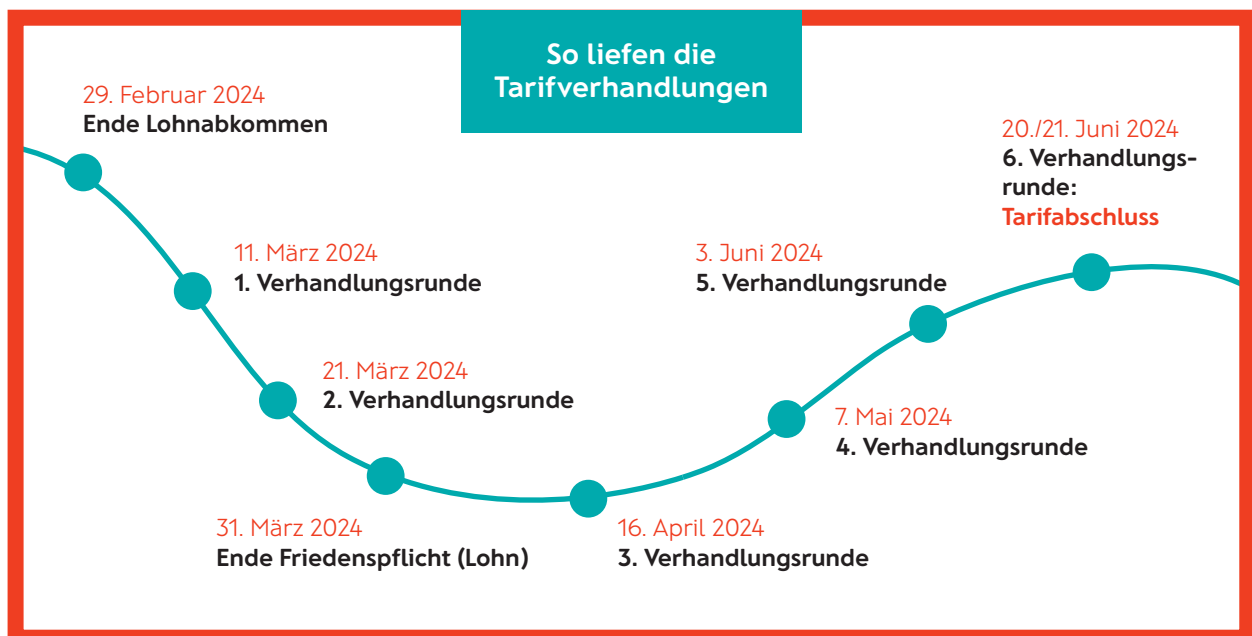 So liefen die
Tarifverhandlungen
29. Februar 2024
Ende Lohnabkommen
11. März 2024
1. Verhandlungsrunde
21. März 2024
2. Verhandlungsrunde
31. März 2024
Ende Friedenspflicht (Lohn)
16. April 2024
3. Verhandlungsrunde
7. Mai 2024
4. Verhandlungsrunde
3. Juni 2024
5. Verhandlungsrunde
20./21. Juni 2024
6. Verhandlungs-
runde:
Tarifabschluss